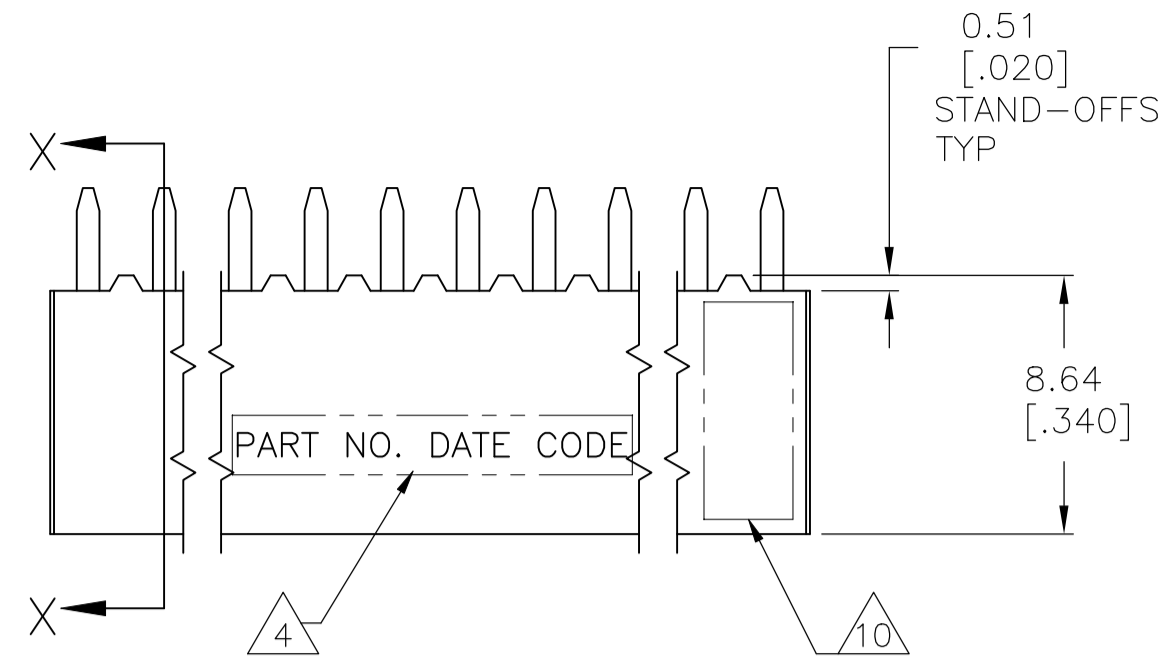 0.51
[.020]
STAND-OFFS
TYP
X
8.64
[.340]
PART NO. DATE CODE
X
4
10